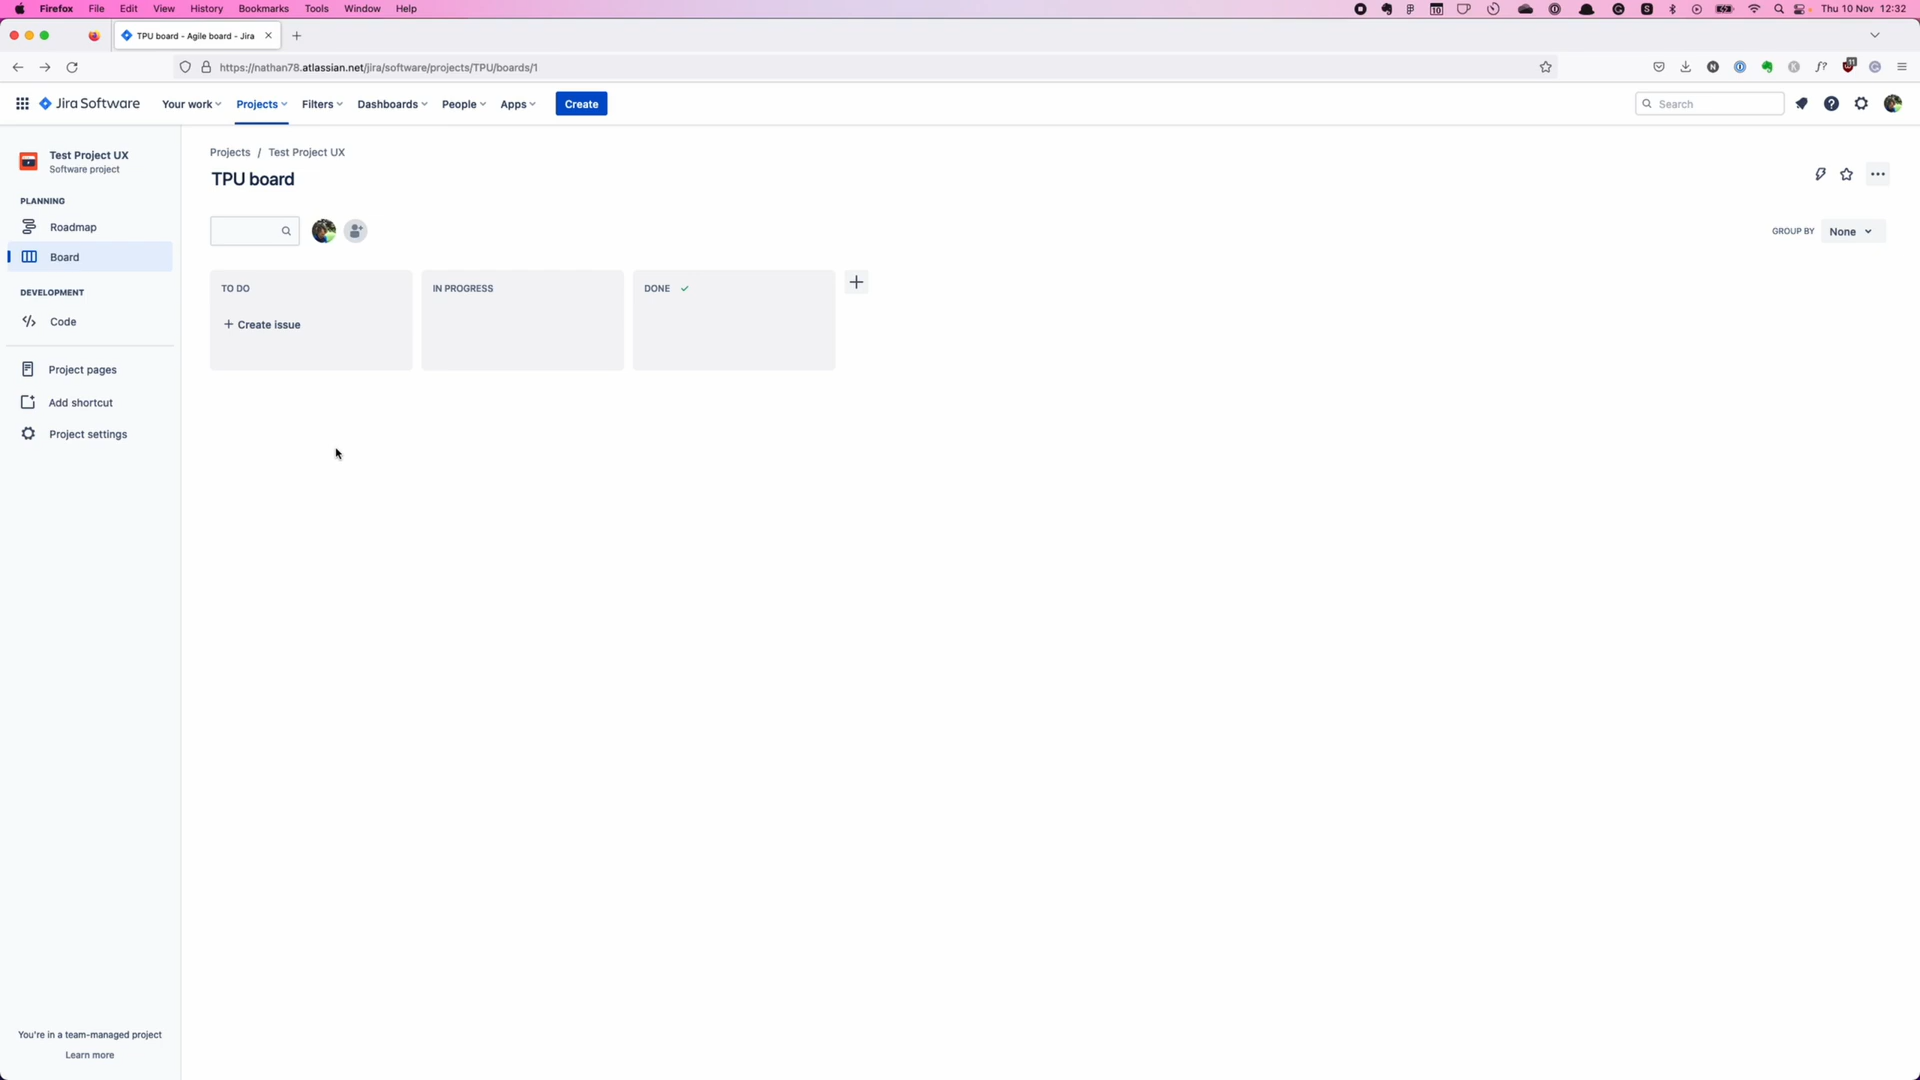 Firefox File Edit View History Bookmarks Tools Window Help 10 Thu 10 Nov 12:32
TPU board - Agile board - Jira
https://nathan78.atlassian.net/jira/software/projects/TPU/boards/1
11
Jira Software Your work Projects Filters Dashboards People Apps Create Search
Test Project UX
Software project
PLANNING
Roadmap
Board
DEVELOPMENT
Code
Project pages
Add shortcut
Project settings
You're in a team-managed project
Learn more
Projects / Test Project UX
TPU board
GROUP BY None
TO DO IN PROGRESS DONE
+ Create issue